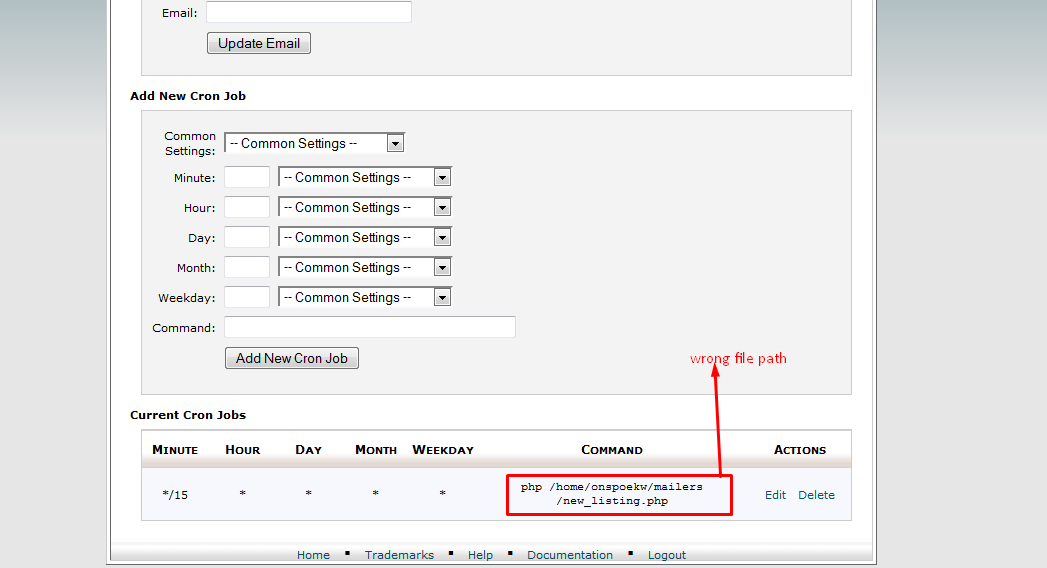 Email:
Update Email
Add New Cron Job
Common Settings: -- Common Settings --
Minute: -- Common Settings --
Hour: -- Common Settings --
Day: -- Common Settings --
Month: -- Common Settings --
Weekday: -- Common Settings --
Command:
Add New Cron Job
wrong file path
Current Cron Jobs
MINUTE HOUR DAY MONTH WEEKDAY COMMAND ACTIONS
*/15 * * * * php /home/onspoekw/mailers
/new_listing.php Edit Delete
Home ▪ Trademarks ▪ Help ▪ Documentation ▪ Logout